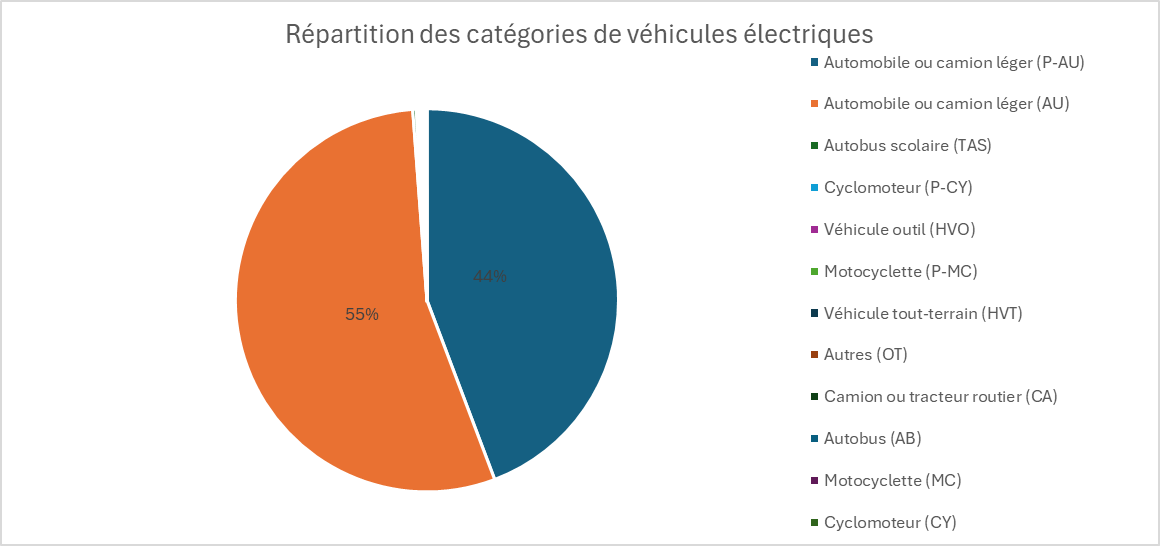 Répartition des catégories de véhicules électriques
Automobile ou camion léger (P-AU)
Automobile ou camion léger (AU)
Autobus scolaire (TAS)
Cyclomoteur (P-CY)
Véhicule outil (HVO)
Motocyclette (P-MC)
Véhicule tout-terrain (HVT)
Autres (OT)
Camion ou tracteur routier (CA)
Autobus (AB)
Motocyclette (MC)
Cyclomoteur (CY)
44%
55%